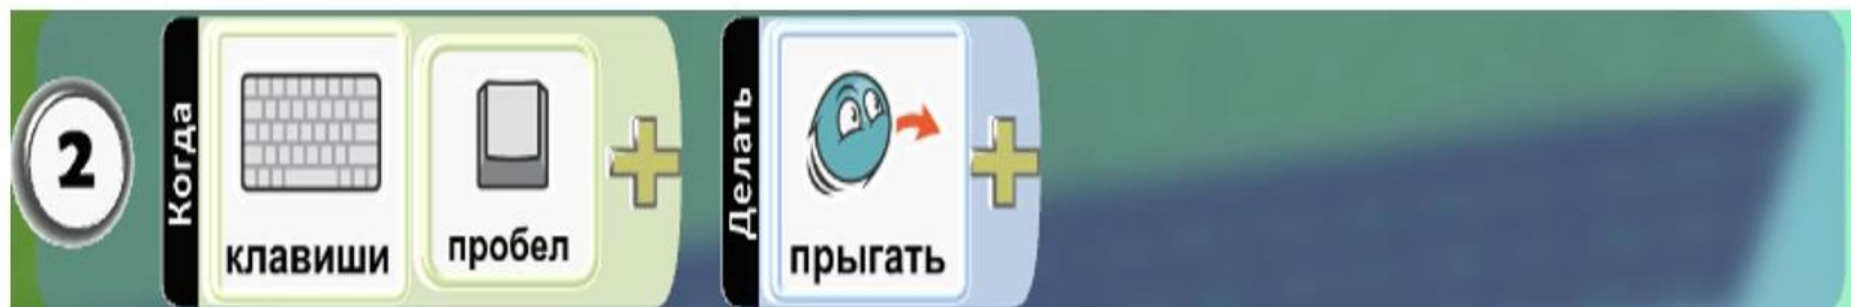 2
Когда
клавиши
пробел
Делать
прыгать